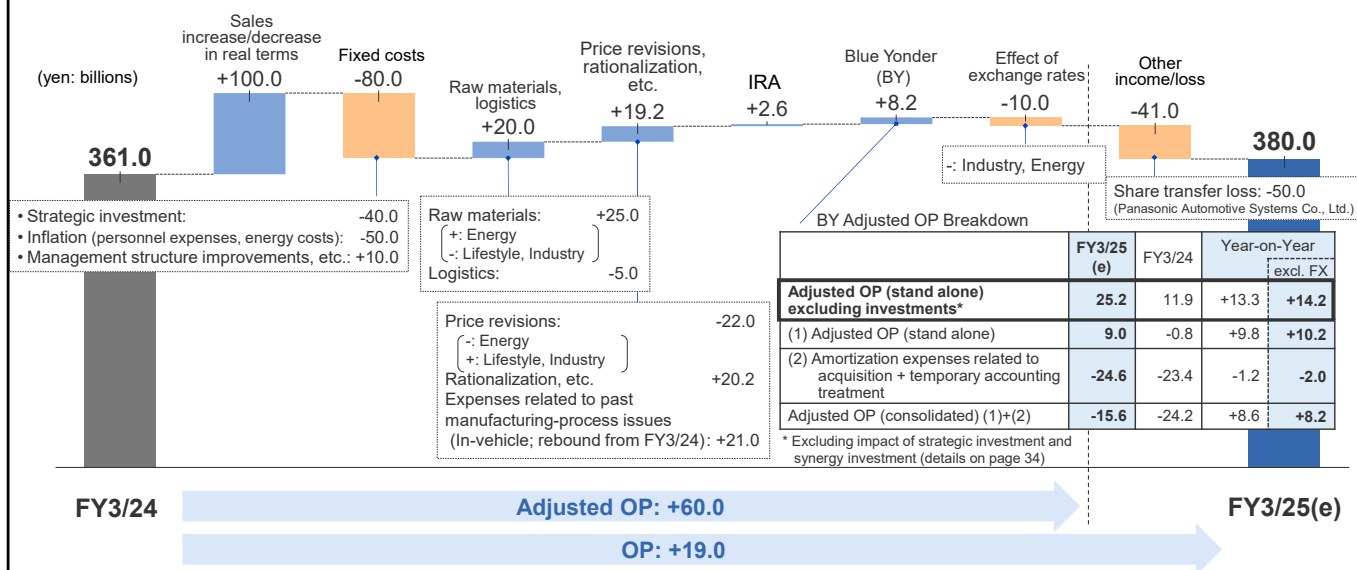 (yen: billions)
Sales
increase/decrease
in real terms
+100.0
Fixed costs
-80.0
Raw materials,
logistics
+20.0
Price revisions,
rationalization,
etc.
+19.2
IRA
+2.6
Blue Yonder
(BY)
+8.2
Effect of
exchange rates
-10.0
Other
income/loss
-41.0
361.0
380.0
• Strategic investment: -40.0
• Inflation (personnel expenses, energy costs): -50.0
• Management structure improvements, etc.: +10.0
Raw materials: +25.0
+: Energy
-: Lifestyle, Industry
Logistics: -5.0
Price revisions: -22.0
-: Energy
+: Lifestyle, Industry
Rationalization, etc. +20.2
Expenses related to past
manufacturing-process issues
(In-vehicle; rebound from FY3/24): +21.0
-: Industry, Energy
Share transfer loss: -50.0
(Panasonic Automotive Systems Co., Ltd.)
BY Adjusted OP Breakdown
FY3/25 (e) FY3/24 Year-on-Year
excl. FX
Adjusted OP (stand alone)
excluding investments* 25.2 11.9 +13.3 +14.2
(1) Adjusted OP (stand alone) 9.0 -0.8 +9.8 +10.2
(2) Amortization expenses related to
acquisition + temporary accounting
treatment -24.6 -23.4 -1.2 -2.0
Adjusted OP (consolidated) (1)+(2) -15.6 -24.2 +8.6 +8.2
* Excluding impact of strategic investment and
synergy investment (details on page 34)
FY3/24
Adjusted OP: +60.0
FY3/25(e)
OP: +19.0